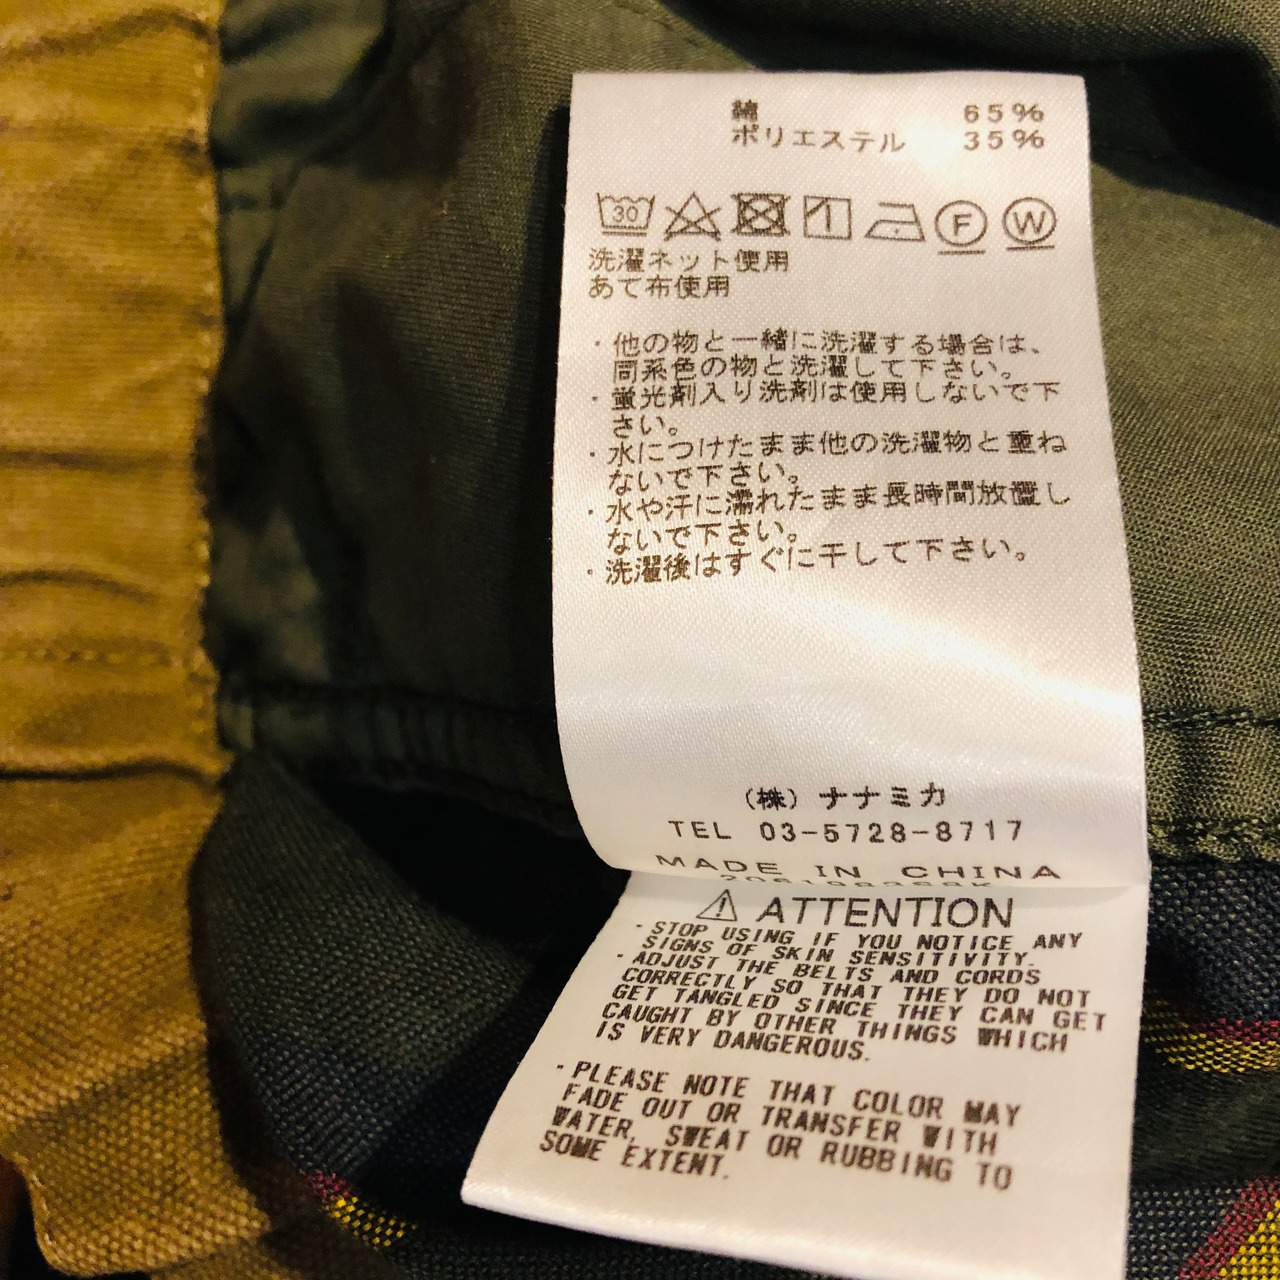 綿 65%
ポリエステル 35%
30 F W
洗濯ネット使用
あて布使用
・他の物と一緒に洗濯する場合は、
同系色の物と洗濯して下さい。
・蛍光剤入り洗剤は使用しないで下
さい。
・水につけたまま他の洗濯物と重ね
ないで下さい。
・水や汗に濡れたまま長時間放置し
ないで下さい。
・洗濯後はすぐに干して下さい。
(株) ナナミカ
TEL 03-5728-8717
MADE IN CHINA
⚠ ATTENTION
・STOP USING IF YOU NOTICE ANY
SIGNS OF SKIN SENSITIVITY.
・ADJUST THE BELTS AND CORDS
CORRECTLY SO THAT THEY DO NOT
GET TANGLED SINCE THEY CAN GET
CAUGHT BY OTHER THINGS WHICH
IS VERY DANGEROUS.
・PLEASE NOTE THAT COLOR MAY
FADE OUT OR TRANSFER WITH
WATER, SWEAT OR RUBBING TO
SOME EXTENT.